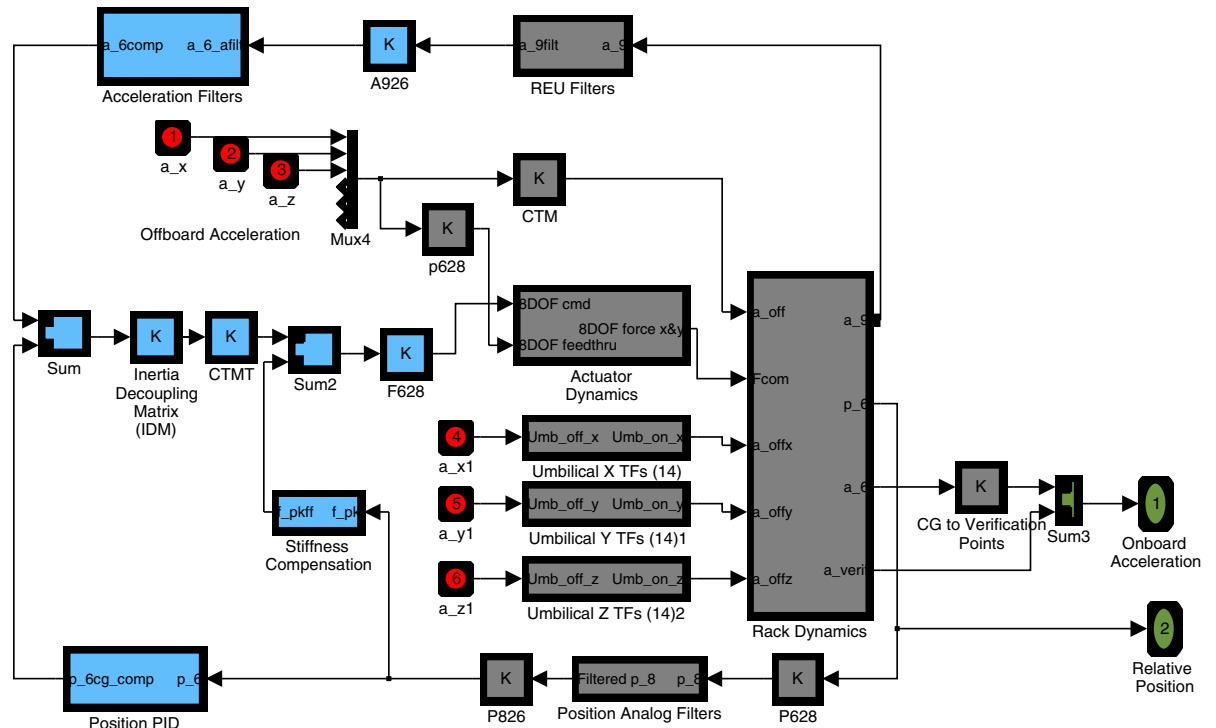 a_6comp a_6_afilt
Acceleration Filters
K
A926
a_9filt a_9
REU Filters
1
a_x
2
a_y
3
a_z
Offboard Acceleration
Mux4
K
CTM
K
p628
Sum
K
Inertia
Decoupling
Matrix
(IDM)
K
CTMT
Sum2
K
F628
8DOF cmd
8DOF force x&y
8DOF feedthru
Actuator
Dynamics
4
a_x1
Umb_off_x Umb_on_x
Umbilical X TFs (14)
5
a_y1
Umb_off_y Umb_on_y
Umbilical Y TFs (14)1
6
a_z1
Umb_off_z Umb_on_z
Umbilical Z TFs (14)2
a_off
a_9
Fcom
p_6
a_offx
a_6
a_offy
a_verif
a_offz
Rack Dynamics
K
CG to Verification
Points
Sum3
1
Onboard
Acceleration
2
Relative
Position
f_pkff f_pk
Stiffness
Compensation
p_6cg_comp p_6
Position PID
K
P826
Filtered p_8 p_8
Position Analog Filters
K
P628